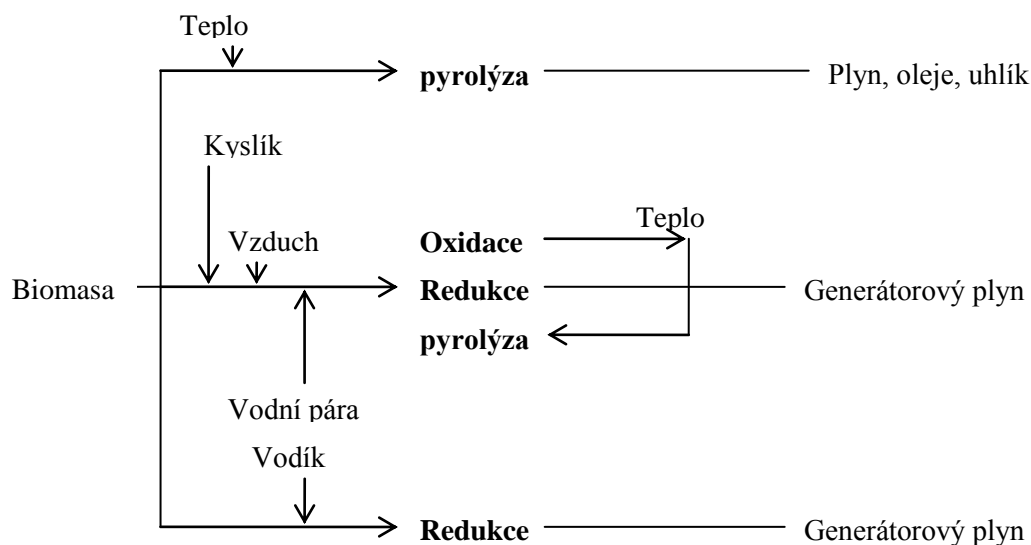 Teplo
pyrolýza
Plyn, oleje, uhlík
Kyslík
Teplo
Vzduch
Oxidace
Biomasa
Redukce
Generátorový plyn
pyrolýza
Vodní pára
Vodík
Redukce
Generátorový plyn